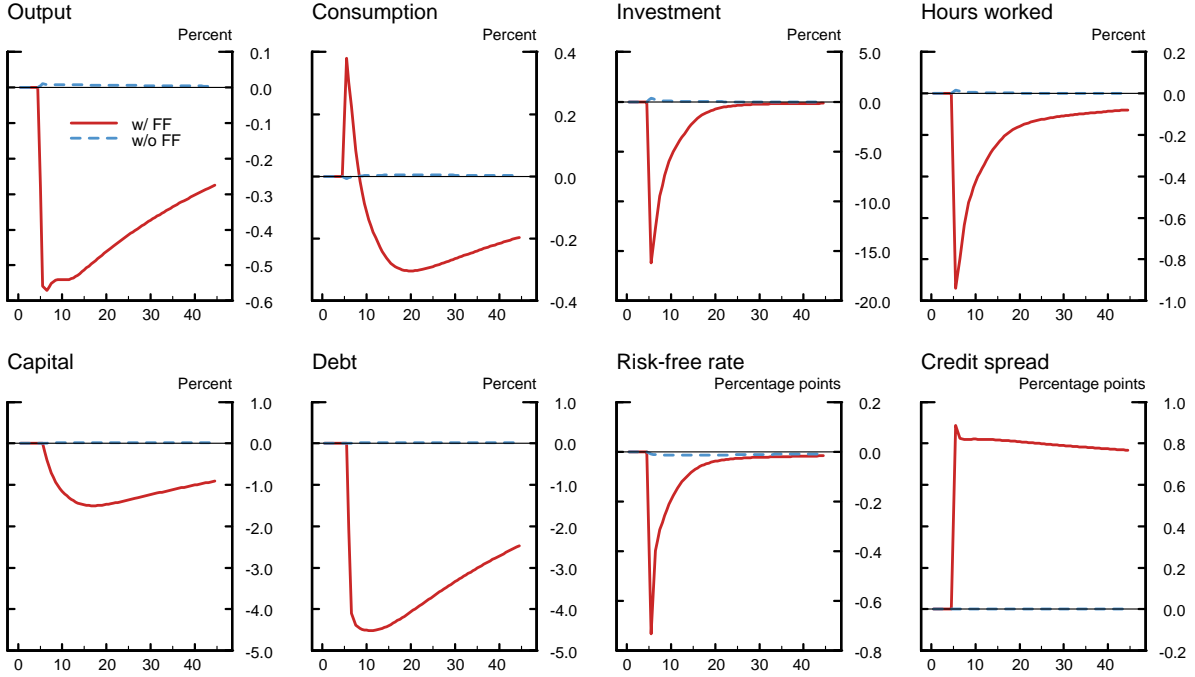 Output
Consumption
Investment
Hours worked
Percent
Percent
Percent
Percent
0.1
0.0
-0.1
-0.2
-0.3
-0.4
-0.5
-0.6
w/ FF
w/o FF
0 10 20 30 40
0.4
0.2
0.0
-0.2
-0.4
0 10 20 30 40
5.0
0.0
-5.0
-10.0
-15.0
-20.0
0 10 20 30 40
0.2
0.0
-0.2
-0.4
-0.6
-0.8
-1.0
0 10 20 30 40
Capital
Debt
Risk-free rate
Credit spread
Percent
Percent
Percentage points
Percentage points
1.0
0.0
-1.0
-2.0
-3.0
-4.0
-5.0
0 10 20 30 40
1.0
0.0
-1.0
-2.0
-3.0
-4.0
-5.0
0 10 20 30 40
0.2
0.0
-0.2
-0.4
-0.6
-0.8
0 10 20 30 40
1.0
0.8
0.6
0.4
0.2
0.0
-0.2
0 10 20 30 40